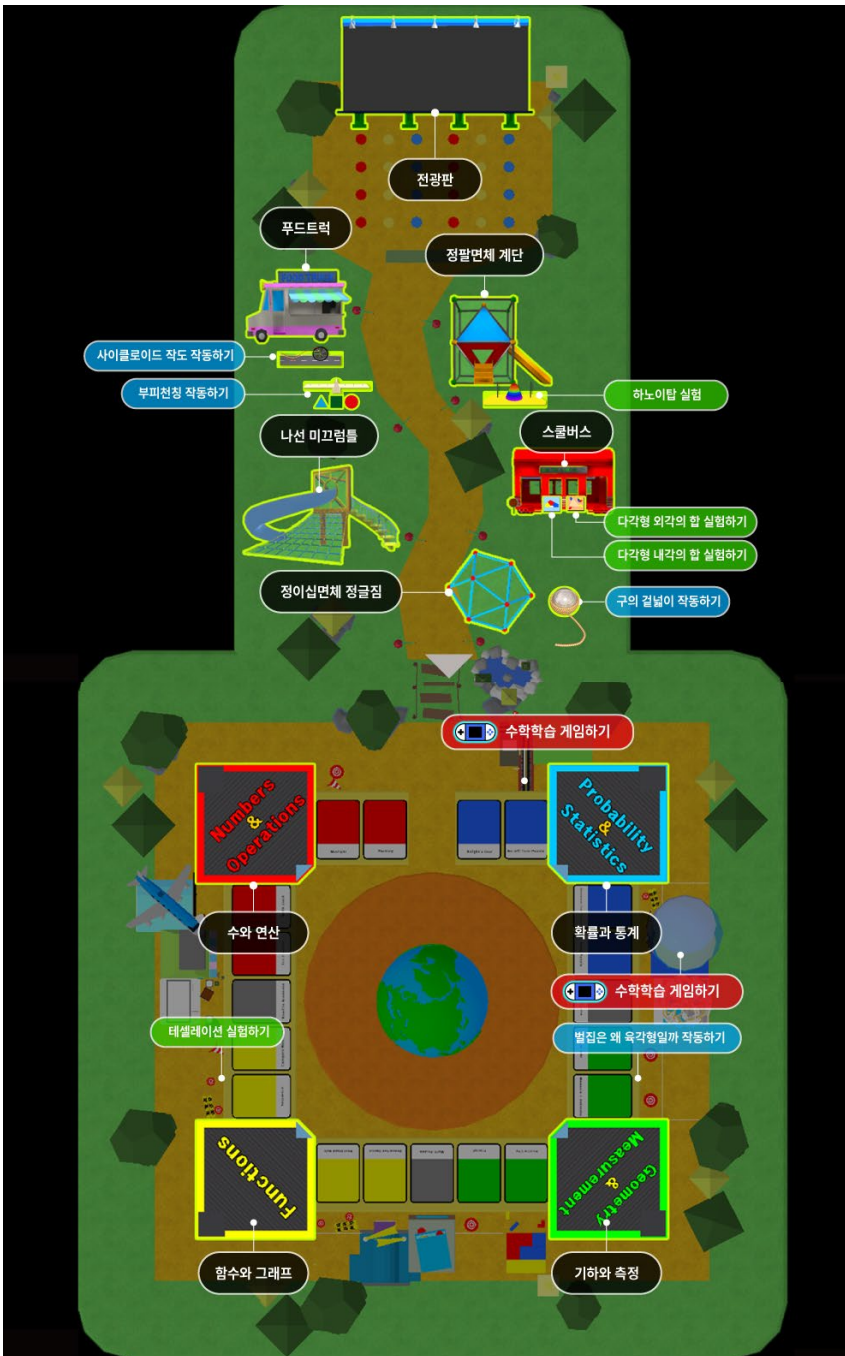 전광판
푸드트럭
정팔면체 계단
사이클로이드 작도 작동하기
부피천칭 작동하기
하노이탑 실험
나선 미끄럼틀
스쿨버스
다각형 외각의 합 실험하기
다각형 내각의 합 실험하기
정이십면체 정글짐
구의 겉넓이 작동하기
수학학습 게임하기
Numbers
&
Operations
Probability
&
Statistics
수와 연산
확률과 통계
수학학습 게임하기
테셀레이션 실험하기
벌집은 왜 육각형일까 작동하기
Functions
Geometry
&
Measurement
함수와 그래프
기하와 측정